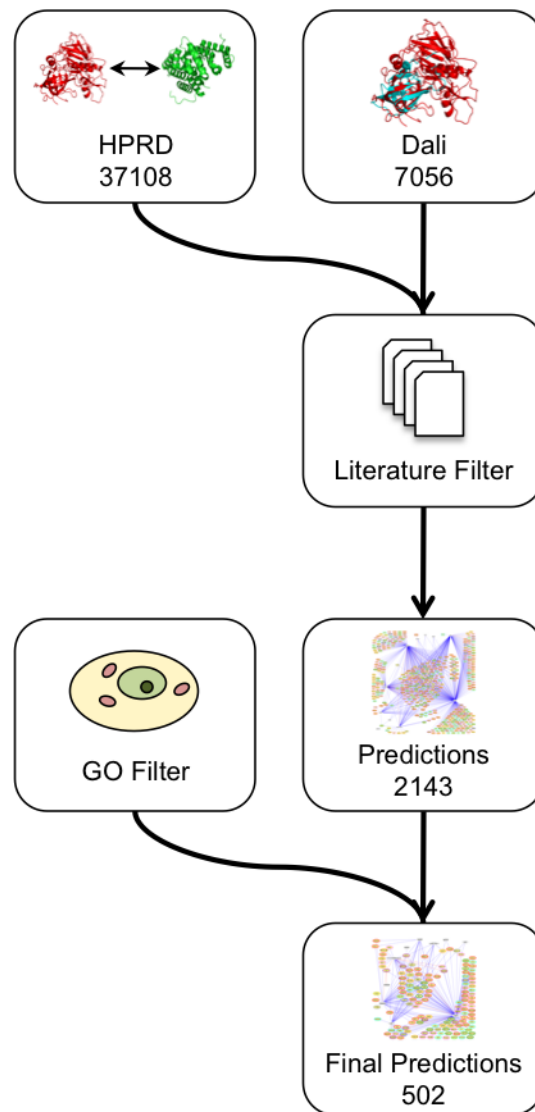 HPRD
37108
Dali
7056
Literature Filter
GO Filter
Predictions
2143
Final Predictions
502